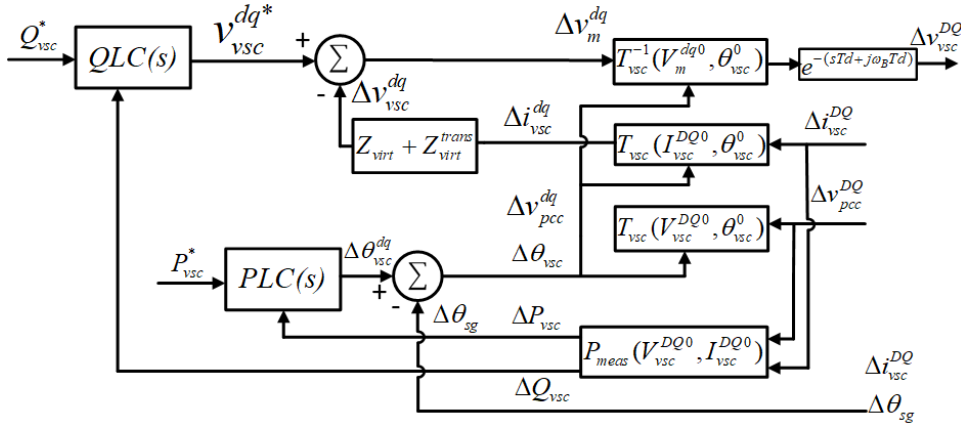 Q*vsc
QLC(s)
v^dq*_vsc
+
Σ
-
Δv^dq_m
T^-1_vsc(V^dq0_m,θ^0_vsc)
e^-(sTd+jω_BTd)
Δv^DQ_vsc
Δv^dq_vsc
Z_virt + Z^trans_virt
Δi^dq_vsc
T_vsc(I^DQ0_vsc,θ^0_vsc)
Δi^DQ_vsc
Δv^dq_pcc
T_vsc(V^DQ0_vsc,θ^0_vsc)
Δv^DQ_pcc
P*vsc
PLC(s)
Δθ^dq_vsc
+
Σ
-
Δθ_vsc
Δθ_sg
ΔP_vsc
P_meas(V^DQ0_vsc,I^DQ0_vsc)
Δi^DQ_vsc
ΔQ_vsc
Δθ_sg